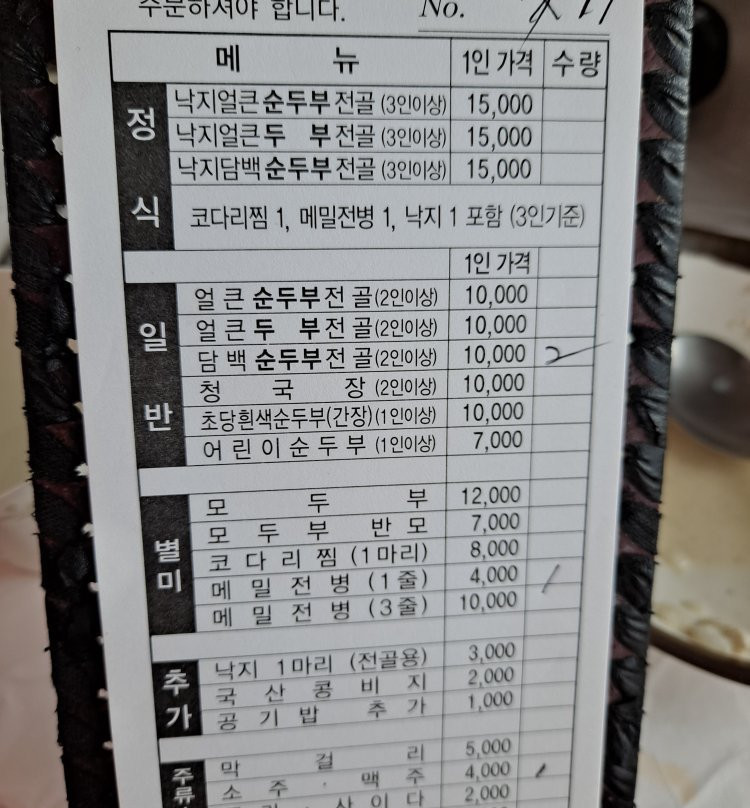 주문하셔야 합니다. No.
메 뉴 1인 가격 수량
정식
낙지얼큰순두부전골 (3인이상) 15,000
낙지얼큰두 부전골 (3인이상) 15,000
낙지담백순두부전골 (3인이상) 15,000
코다리찜 1, 메밀전병 1, 낙지 1 포함 (3인기준)
1인 가격
일반
얼큰순두부전골(2인이상) 10,000
얼큰두 부전골(2인이상) 10,000
담백순두부전골(2인이상) 10,000 2
청국장 (2인이상) 10,000
초당흰색순두부(간장)(1인이상) 10,000
어린이순두부 (1인이상) 7,000
별미
모두부 12,000
모두부 반모 7,000
코다리찜 (1마리) 8,000
메밀전병 (1줄) 4,000
메밀전병 (3줄) 10,000
추가
낙지 1마리 (전골용) 3,000
국산콩비지 2,000
공기밥 추가 1,000
주류
막걸리 5,000
소주 · 맥주 4,000
사이다 2,000